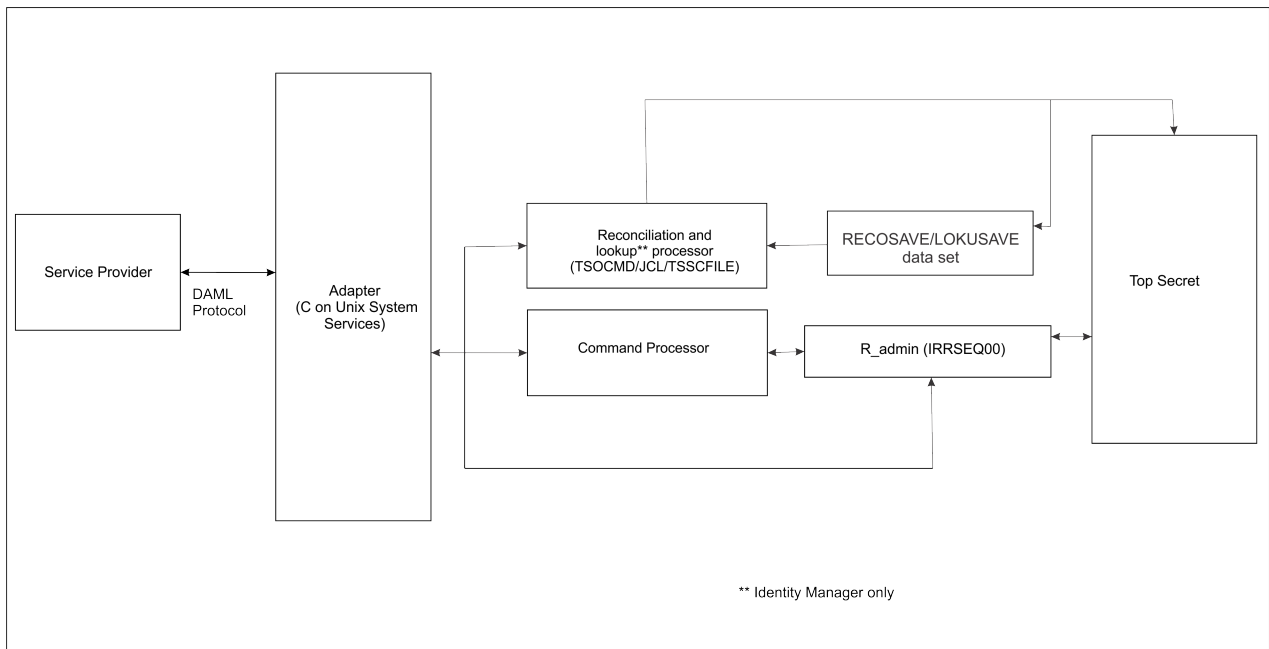 Service Provider
DAML
Protocol
Adapter
(C on Unix System
Services)
Reconciliation and
lookup** processor
(TSOCMD/JCL/TSSCFILE)
RECOSAVE/LOKUSAVE
data set
Top Secret
Command Processor
R_admin (IRRSEQ00)
** Identity Manager only